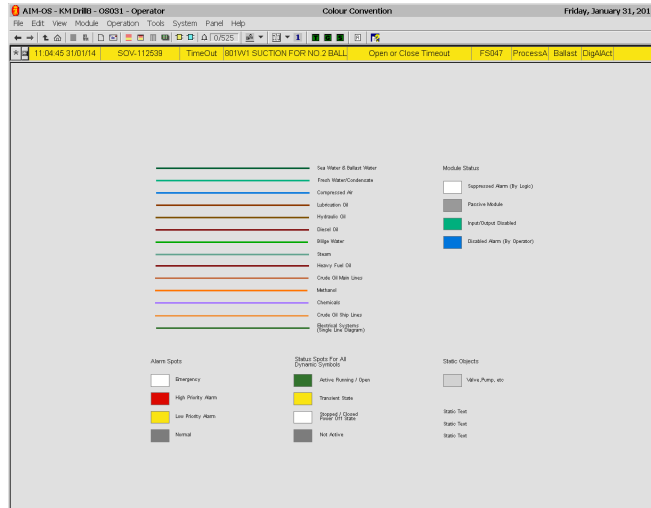 AIM-OS - KM DrillB - OS031 - Operator Colour Convention Friday, January 31, 201
File Edit View Module Operation Tools System Panel Help
0/525 1
* 11:04:45 31/01/14 SOV-112539 TimeOut 801W1 SUCTION FOR NO.2 BALL Open or Close Timeout FS047 ProcessA Ballast DigAlAct
Sea Water & Ballast Water
Fresh Water/Condensate
Compressed Air
Lubrication Oil
Hydraulic Oil
Diesel Oil
Bilge Water
Steam
Heavy Fuel Oil
Crude Oil Main Lines
Methanol
Chemicals
Crude Oil Ship Lines
Electrical Systems
(Single Line Diagram)
Module Status
Suppressed Alarm (By Logic)
Passive Module
Input/Output Disabled
Disabled Alarm (By Operator)
Alarm Spots
Emergency
High Priority Alarm
Low Priority Alarm
Normal
Status Spots For All
Dynamic Symbols
Active Running / Open
Transient State
Stopped / Closed
Power Off State
Not Active
Static Objects
Valve,Pump, etc
Static Text
Static Text
Static Text